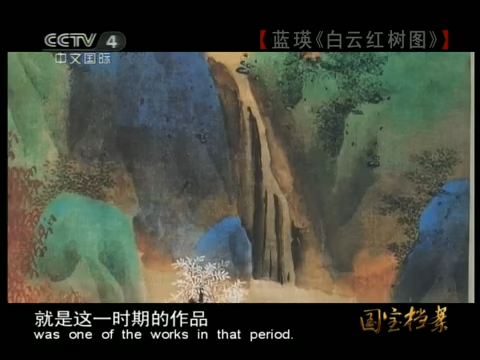 CCTV 4
中文国际
【蓝瑛《白云红树图》】
就是这一时期的作品
was one of the works in that period.
国宝档案